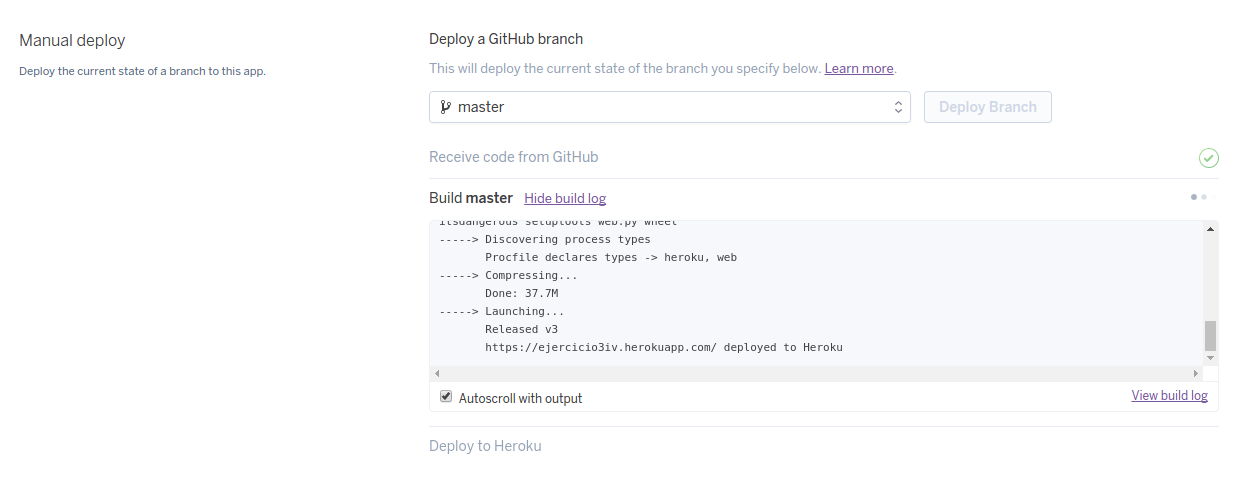 Manual deploy
Deploy the current state of a branch to this app.
Deploy a GitHub branch
This will deploy the current state of the branch you specify below. Learn more.
master
Deploy Branch
Receive code from GitHub
Build master Hide build log
itsdangerous setuptools web.py wheel
-----> Discovering process types
Procfile declares types -> heroku, web
-----> Compressing...
Done: 37.7M
-----> Launching...
Released v3
https://ejercicio3iv.herokuapp.com/ deployed to Heroku
Autoscroll with output
View build log
Deploy to Heroku